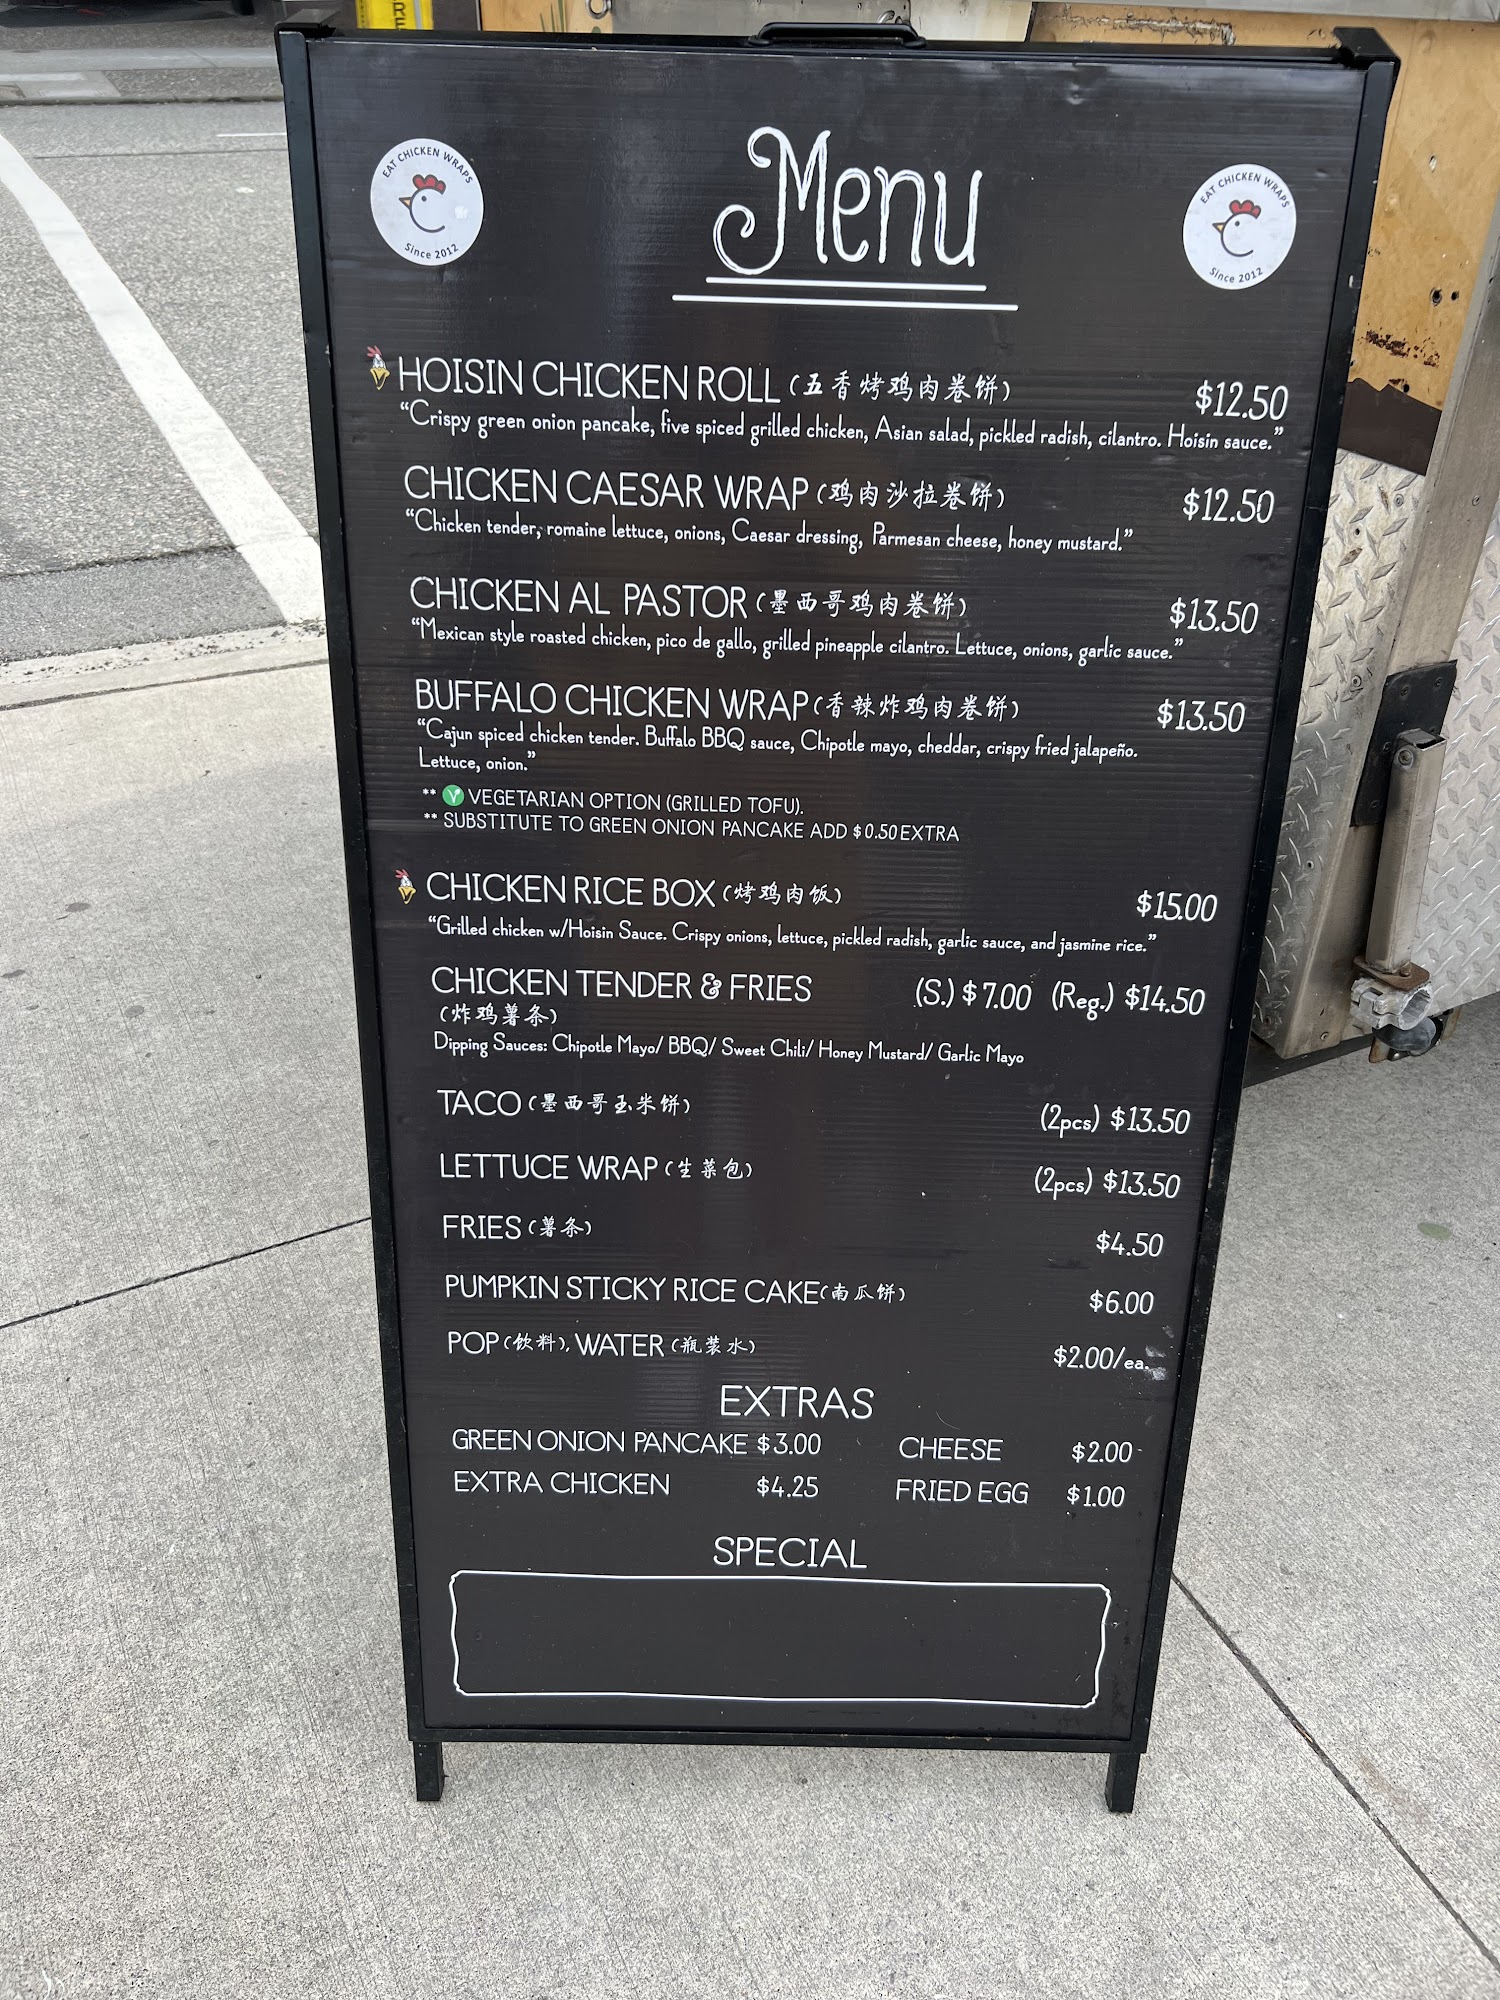 EAT CHICKEN WRAPS
Since 2012
Menu
EAT CHICKEN WRAPS
Since 2012
HOISIN CHICKEN ROLL (五香烤鸡肉卷饼) $12.50
“Crispy green onion pancake, five spiced grilled chicken, Asian salad, pickled radish, cilantro. Hoisin sauce.”
CHICKEN CAESAR WRAP (鸡肉沙拉卷饼) $12.50
“Chicken tender, romaine lettuce, onions, Caesar dressing, Parmesan cheese, honey mustard.”
CHICKEN AL PASTOR (墨西哥鸡肉卷饼) $13.50
“Mexican style roasted chicken, pico de gallo, grilled pineapple cilantro. Lettuce, onions, garlic sauce.”
BUFFALO CHICKEN WRAP (香辣炸鸡肉卷饼) $13.50
“Cajun spiced chicken tender. Buffalo BBQ sauce, Chipotle mayo, cheddar, crispy fried jalapeño.
Lettuce, onion.”
** V VEGETARIAN OPTION (GRILLED TOFU).
** SUBSTITUTE TO GREEN ONION PANCAKE ADD $0.50 EXTRA
CHICKEN RICE BOX (烤鸡肉饭) $15.00
“Grilled chicken w/Hoisin Sauce. Crispy onions, lettuce, pickled radish, garlic sauce, and jasmine rice.”
CHICKEN TENDER & FRIES (S.) $7.00 (Reg.) $14.50
(炸鸡薯条)
Dipping Sauces: Chipotle Mayo/ BBQ/ Sweet Chili/ Honey Mustard/ Garlic Mayo
TACO (墨西哥玉米饼) (2pcs) $13.50
LETTUCE WRAP (生菜包) (2pcs) $13.50
FRIES (薯条) $4.50
PUMPKIN STICKY RICE CAKE (南瓜饼) $6.00
POP (饮料), WATER (瓶装水) $2.00/ea.
EXTRAS
GREEN ONION PANCAKE $3.00 CHEESE $2.00
EXTRA CHICKEN $4.25 FRIED EGG $1.00
SPECIAL